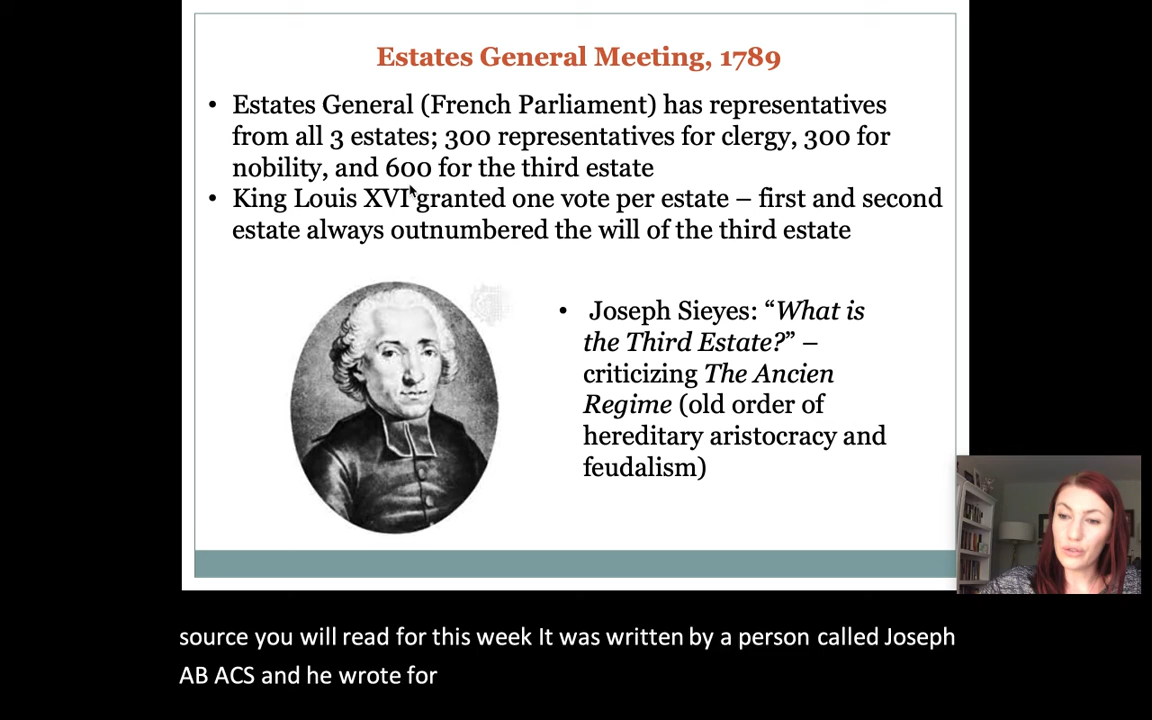 Estates General Meeting, 1789
• Estates General (French Parliament) has representatives
from all 3 estates; 300 representatives for clergy, 300 for
nobility, and 600 for the third estate
• King Louis XVI granted one vote per estate – first and second
estate always outnumbered the will of the third estate
• Joseph Sieyes: “What is
the Third Estate?” –
criticizing The Ancien
Regime (old order of
hereditary aristocracy and
feudalism)
source you will read for this week It was written by a person called Joseph
AB ACS and he wrote for